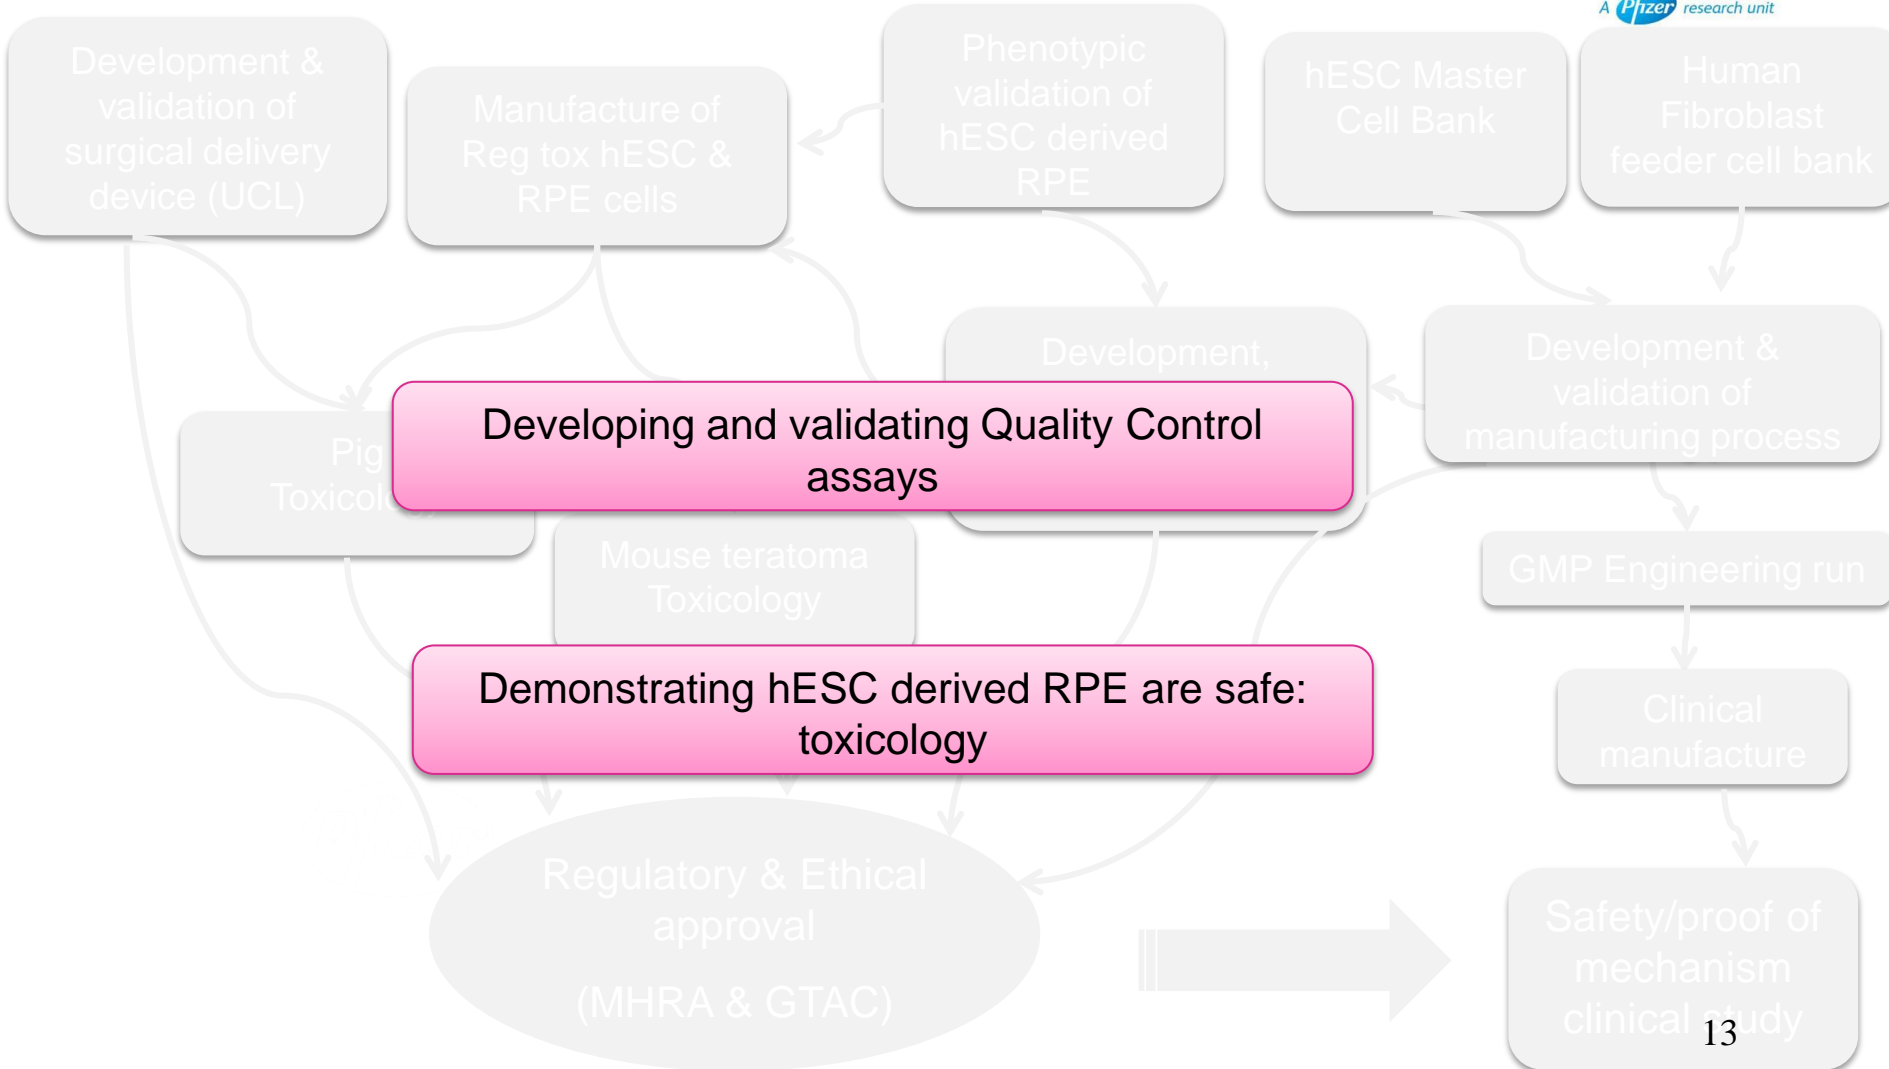 A Pfizer research unit
Development &
validation of
surgical delivery
device (UCL)
Manufacture of
Reg tox hESC &
RPE cells
Phenotypic
validation of
hESC derived
RPE
hESC Master
Cell Bank
Human
Fibroblast
feeder cell bank
Development,
Development &
validation of
manufacturing process
Developing and validating Quality Control
assays
Pig
Mouse teratoma
Toxicology
GMP Engineering run
Demonstrating hESC derived RPE are safe:
toxicology
Clinical
manufacture
Regulatory & Ethical
approval
(MHRA & GTAC)
Safety/proof of
mechanism
clinical study
13